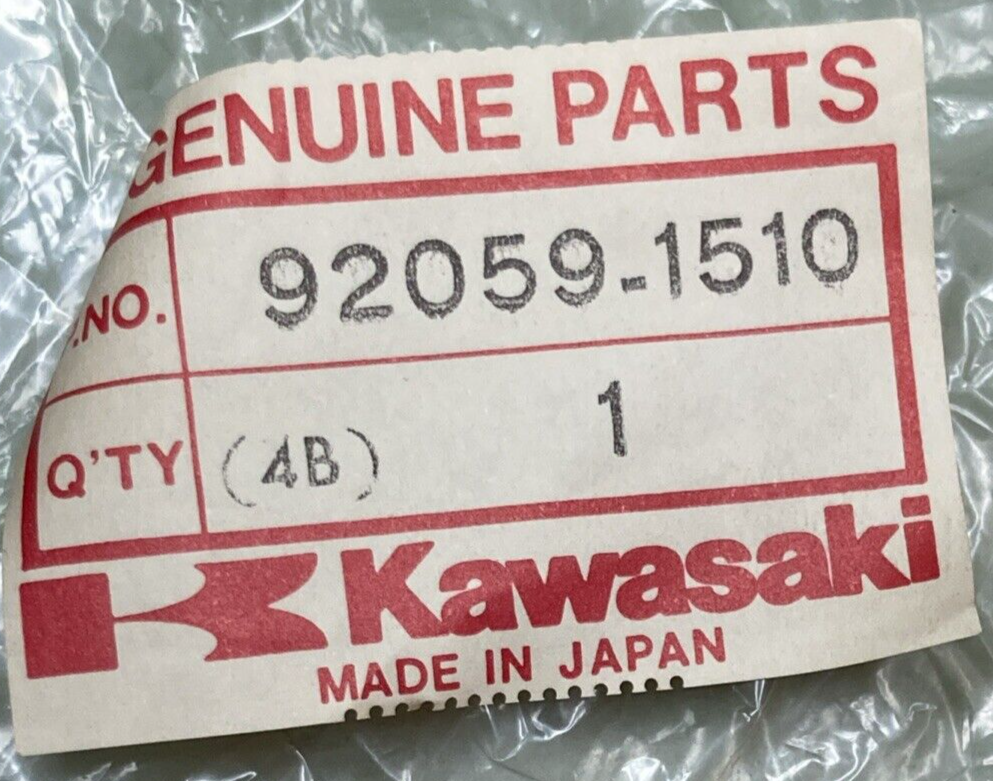 GENUINE PARTS
.NO. 92059-1510
Q'TY (4B) 1
Kawasaki
MADE IN JAPAN